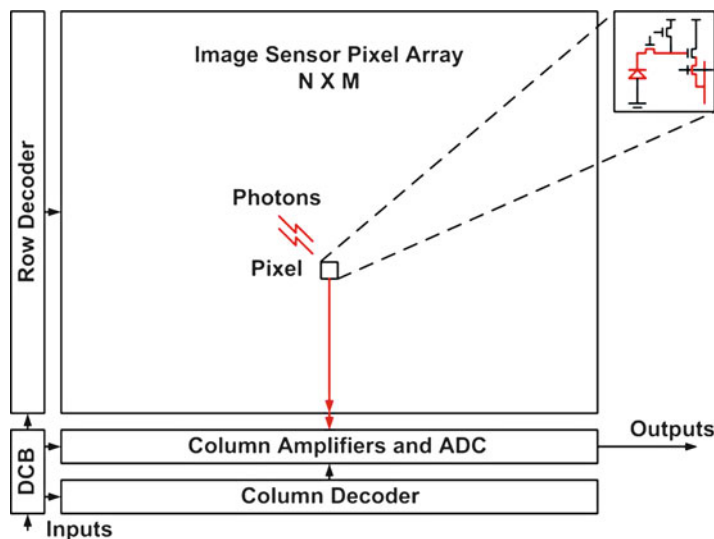 Image Sensor Pixel Array
N X M
Row Decoder
Photons
Pixel
Outputs
Column Amplifiers and ADC
DCB
Column Decoder
Inputs